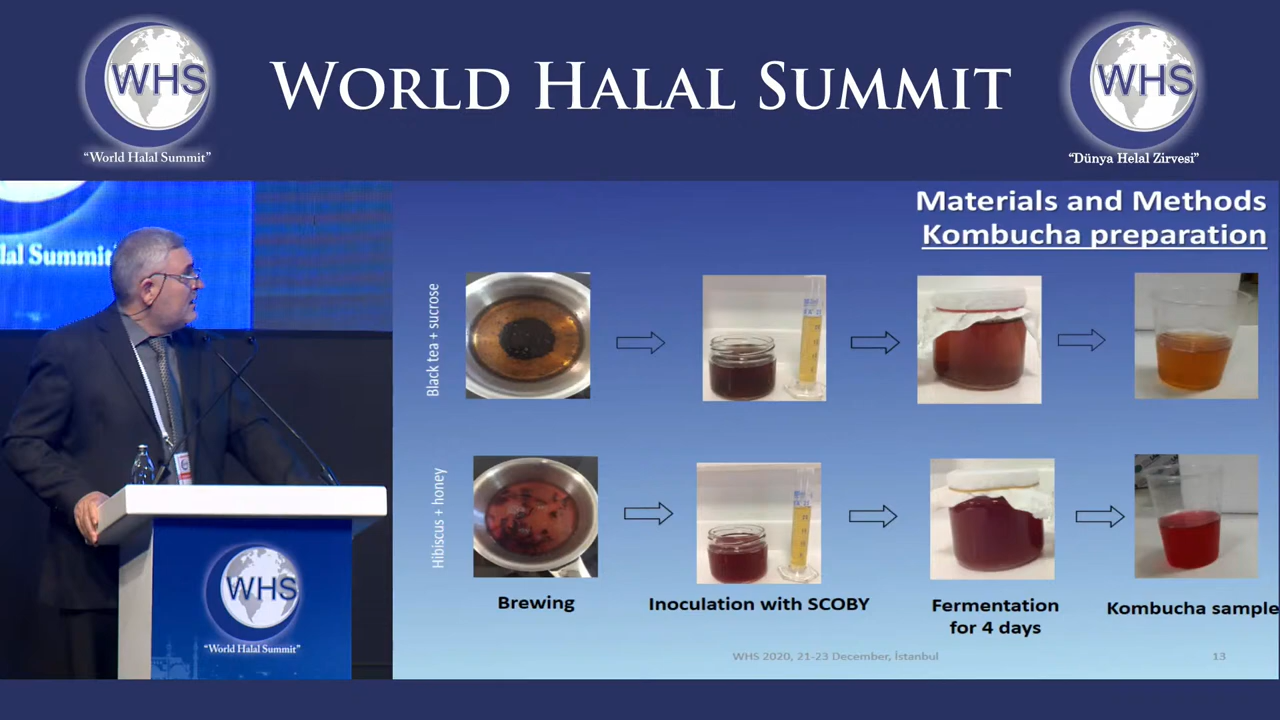 WHS
WORLD HALAL SUMMIT
WHS
“World Halal Summit”
“Dünya Helal Zirvesi”
Materials and Methods
Kombucha preparation
lal Summit
Black tea + sucrose
Hibiscus + honey
Brewing
Inoculation with SCOBY
Fermentation
for 4 days
Kombucha sample
WHS
“World Halal Summit”
WHS 2020, 21-23 December, İstanbul
13